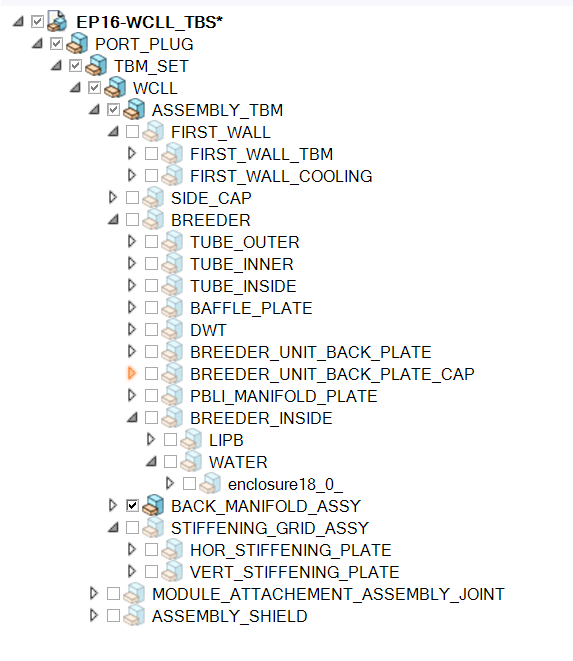 EP16-WCLL_TBS*
PORT_PLUG
TBM_SET
WCLL
ASSEMBLY_TBM
FIRST_WALL
FIRST_WALL_TBM
FIRST_WALL_COOLING
SIDE_CAP
BREEDER
TUBE_OUTER
TUBE_INNER
TUBE_INSIDE
BAFFLE_PLATE
DWT
BREEDER_UNIT_BACK_PLATE
BREEDER_UNIT_BACK_PLATE_CAP
PBLI_MANIFOLD_PLATE
BREEDER_INSIDE
LIPB
WATER
enclosure18_0_
BACK_MANIFOLD_ASSY
STIFFENING_GRID_ASSY
HOR_STIFFENING_PLATE
VERT_STIFFENING_PLATE
MODULE_ATTACHEMENT_ASSEMBLY_JOINT
ASSEMBLY_SHIELD